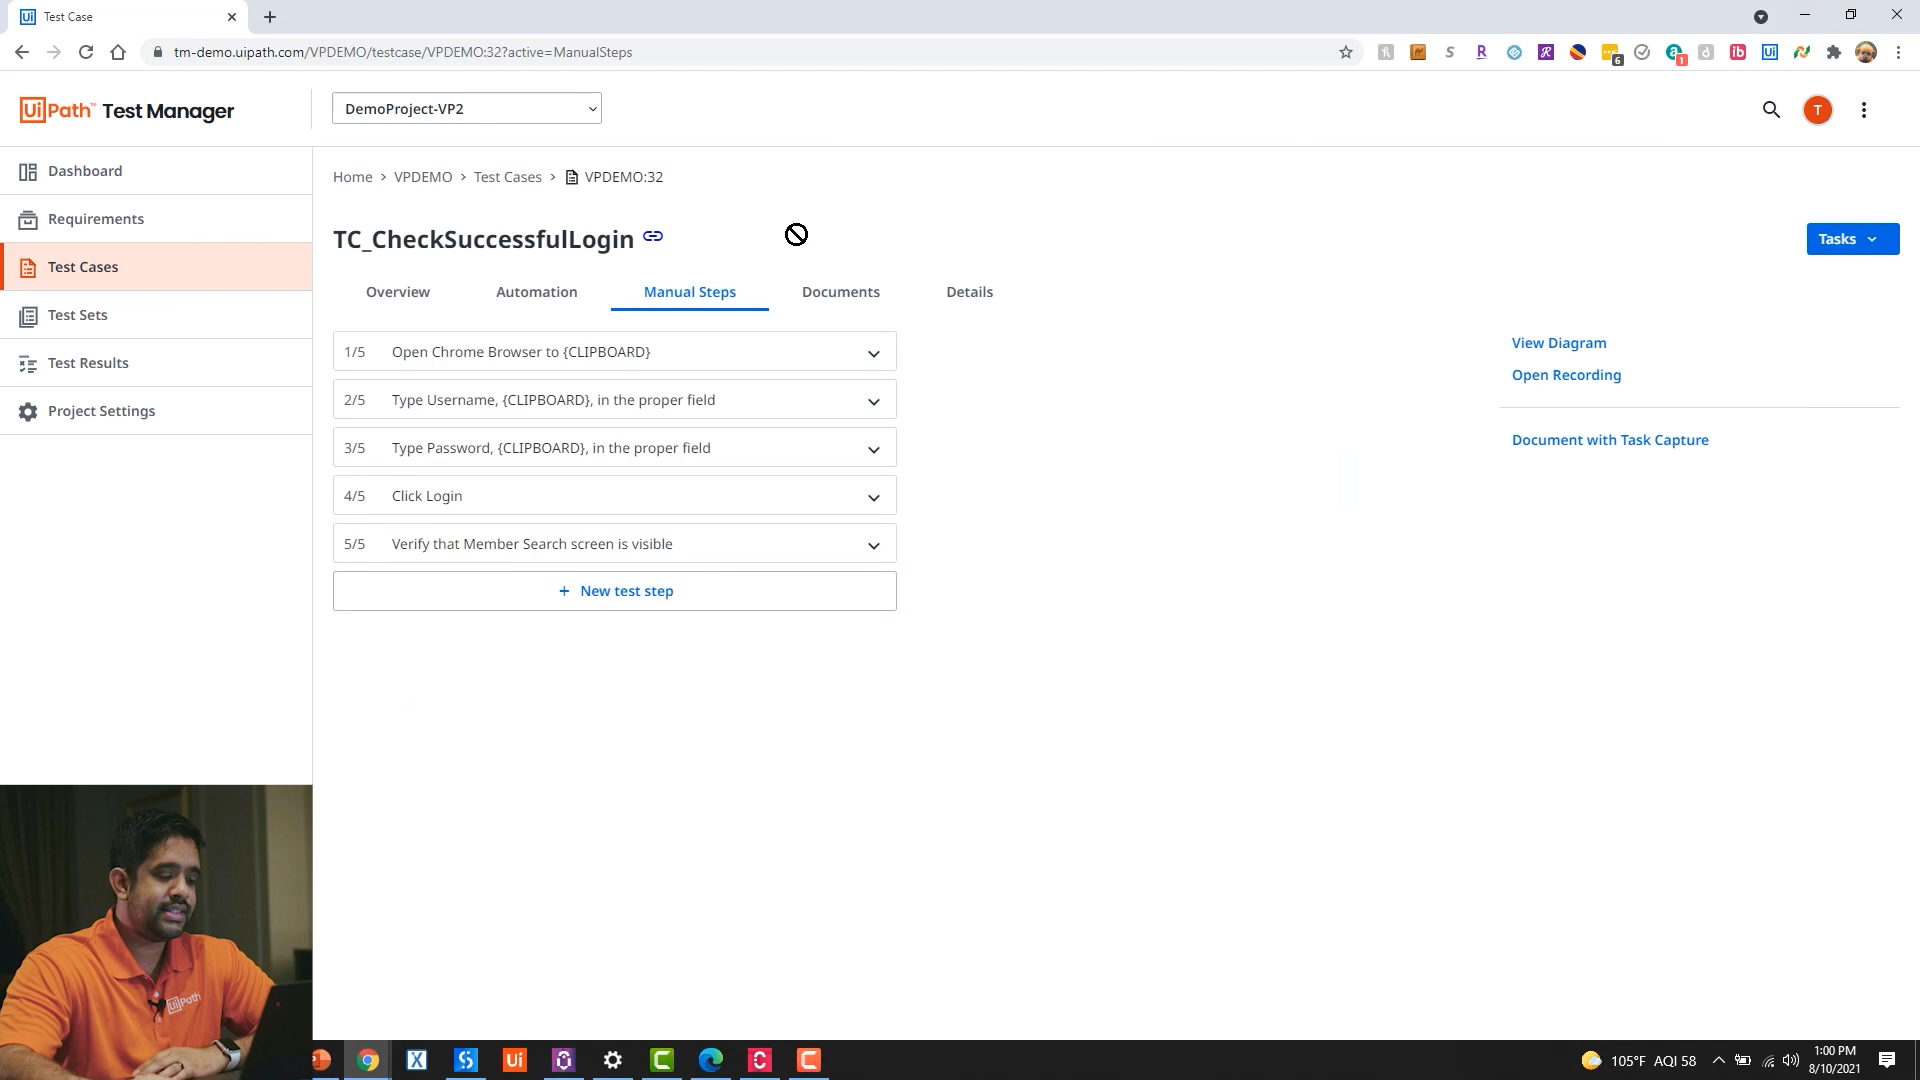 Test Case
tm-demo.uipath.com/VPDEMO/testcase/VPDEMO:32?active=ManualSteps
6
1
UiPath™ Test Manager
DemoProject-VP2
T
Dashboard
Requirements
Test Cases
Test Sets
Test Results
Project Settings
Home > VPDEMO > Test Cases > VPDEMO:32
TC_CheckSuccessfulLogin
Tasks
Overview Automation Manual Steps Documents Details
1/5 Open Chrome Browser to {CLIPBOARD}
2/5 Type Username, {CLIPBOARD}, in the proper field
3/5 Type Password, {CLIPBOARD}, in the proper field
4/5 Click Login
5/5 Verify that Member Search screen is visible
+ New test step
View Diagram
Open Recording
Document with Task Capture
UiPath
105°F AQI 58
1:00 PM
8/10/2021